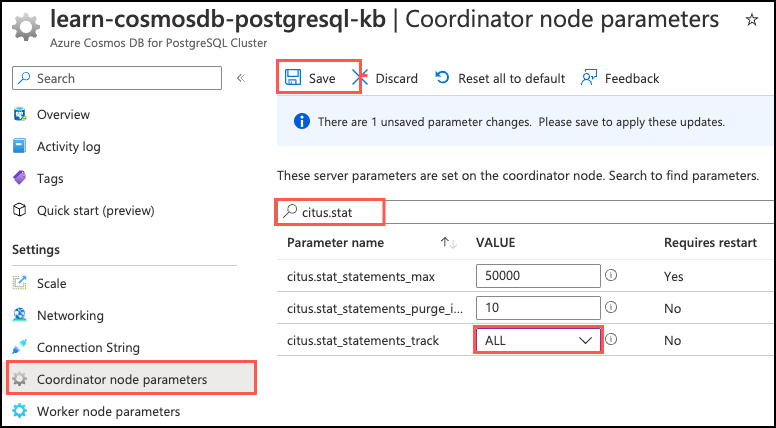 learn-cosmosdb-postgresql-kb | Coordinator node parameters
Azure Cosmos DB for PostgreSQL Cluster
Search
Overview
Activity log
Tags
Quick start (preview)
Settings
Scale
Networking
Connection String
Coordinator node parameters
Worker node parameters
Save Discard Reset all to default Feedback
There are 1 unsaved parameter changes. Please save to apply these updates.
These server parameters are set on the coordinator node. Search to find parameters.
citus.stat
Parameter name VALUE Requires restart
citus.stat_statements_max 50000 Yes
citus.stat_statements_purge_i... 10 No
citus.stat_statements_track ALL No